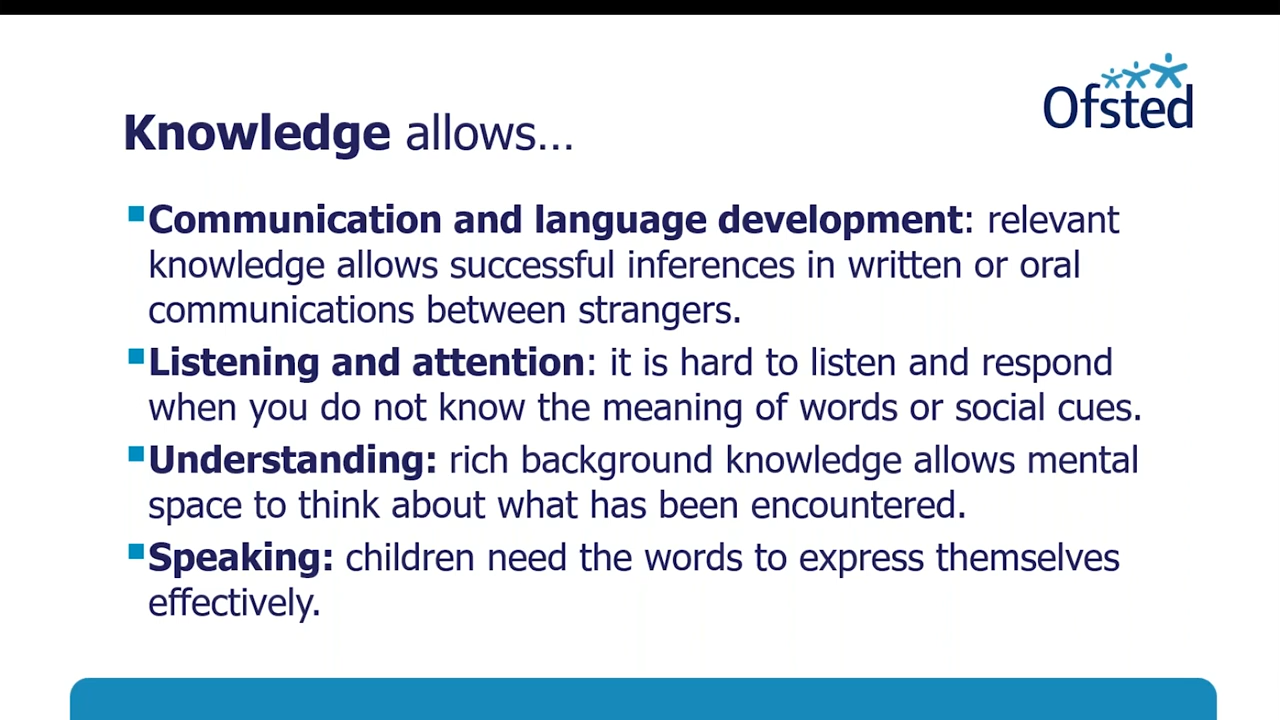 Ofsted
Knowledge allows...
▪Communication and language development: relevant
knowledge allows successful inferences in written or oral
communications between strangers.
▪Listening and attention: it is hard to listen and respond
when you do not know the meaning of words or social cues.
▪Understanding: rich background knowledge allows mental
space to think about what has been encountered.
▪Speaking: children need the words to express themselves
effectively.